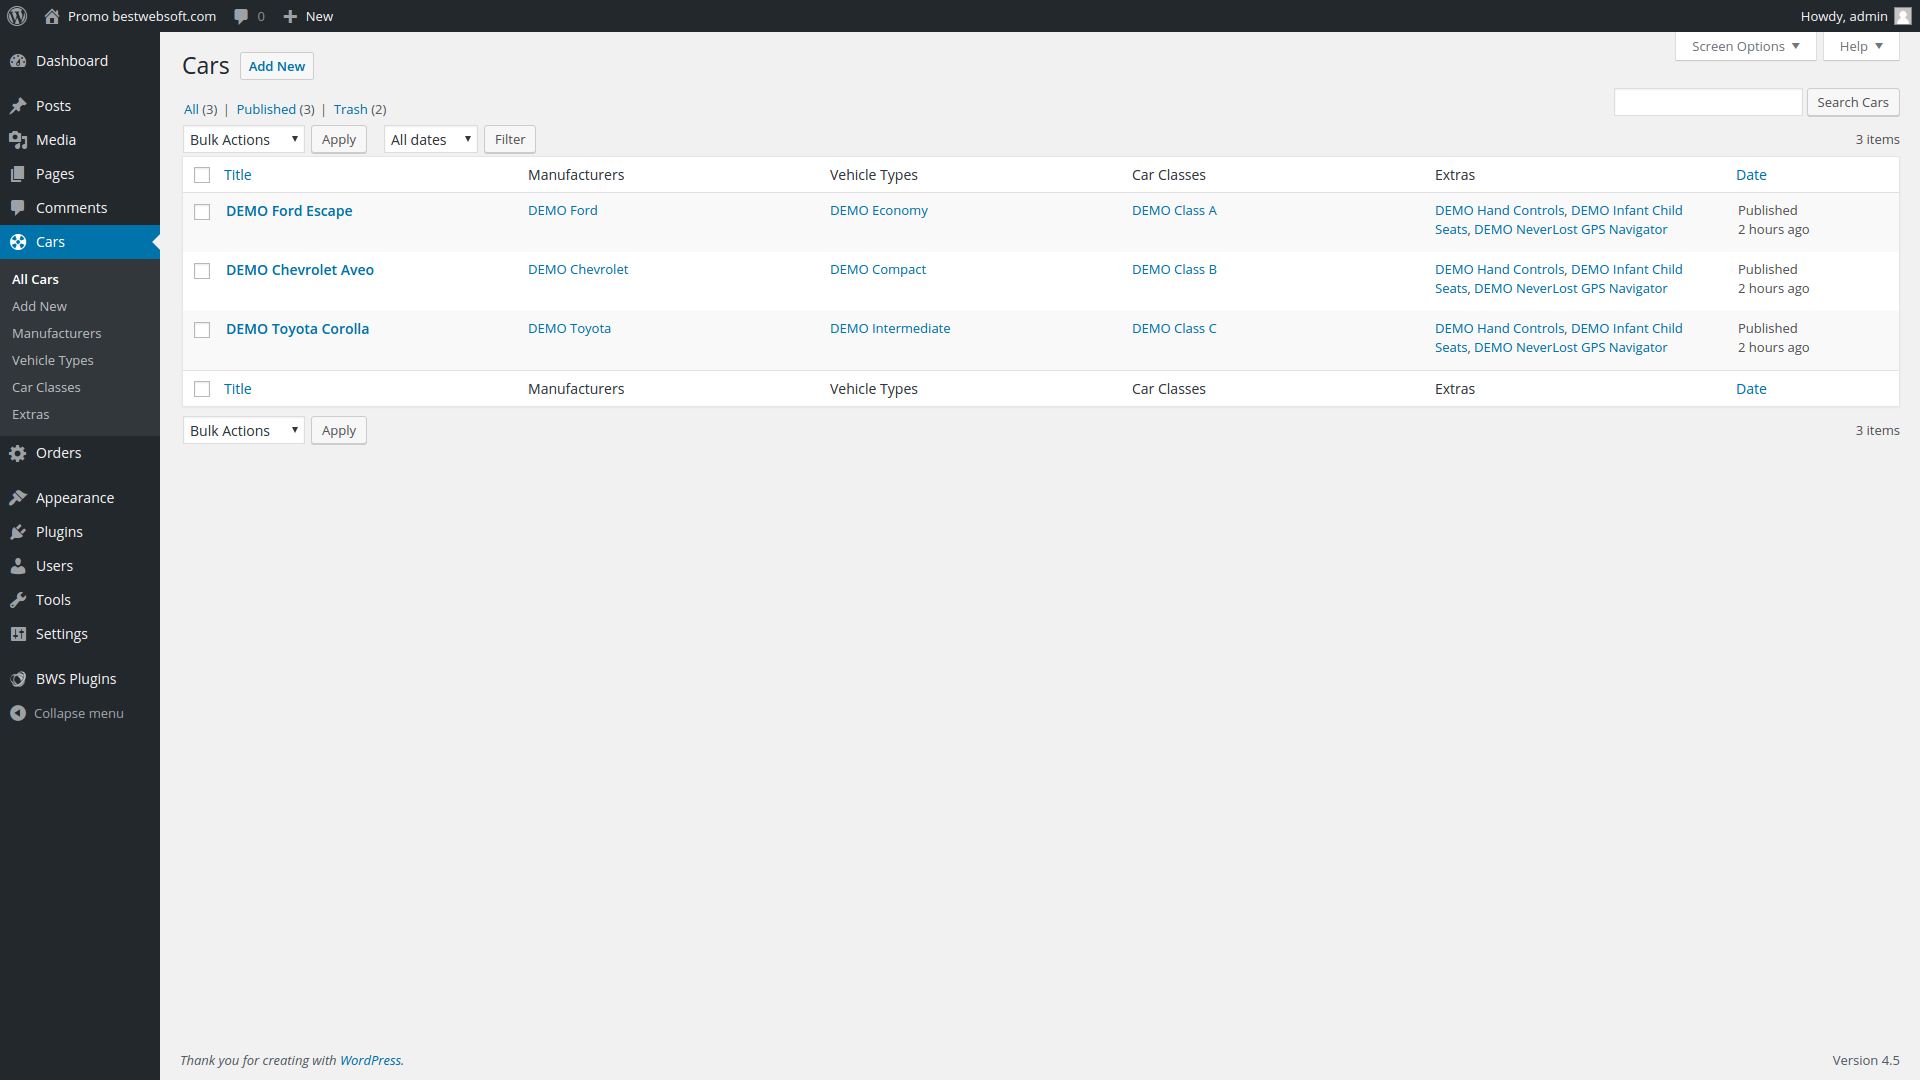 Promo bestwebsoft.com 0 New Howdy, admin
Screen Options Help
Dashboard
Posts
Media
Pages
Comments
Cars
All Cars
Add New
Manufacturers
Vehicle Types
Car Classes
Extras
Orders
Appearance
Plugins
Users
Tools
Settings
BWS Plugins
Collapse menu
Cars Add New
All (3) | Published (3) | Trash (2)
Search Cars
Bulk Actions Apply All dates Filter 3 items
Title Manufacturers Vehicle Types Car Classes Extras Date
DEMO Ford Escape DEMO Ford DEMO Economy DEMO Class A DEMO Hand Controls, DEMO Infant Child Published
Seats, DEMO NeverLost GPS Navigator 2 hours ago
DEMO Chevrolet Aveo DEMO Chevrolet DEMO Compact DEMO Class B DEMO Hand Controls, DEMO Infant Child Published
Seats, DEMO NeverLost GPS Navigator 2 hours ago
DEMO Toyota Corolla DEMO Toyota DEMO Intermediate DEMO Class C DEMO Hand Controls, DEMO Infant Child Published
Seats, DEMO NeverLost GPS Navigator 2 hours ago
Title Manufacturers Vehicle Types Car Classes Extras Date
Bulk Actions Apply 3 items
Thank you for creating with WordPress. Version 4.5